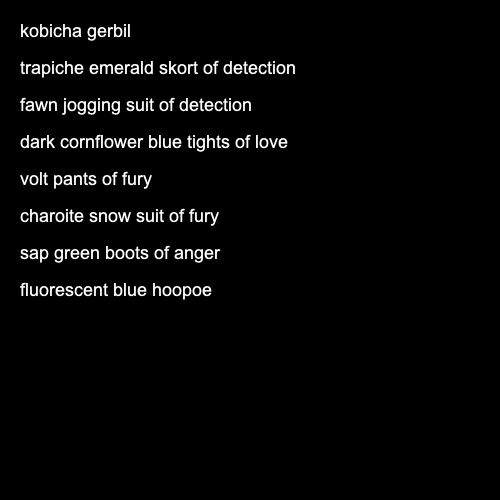 kobicha gerbil
trapiche emerald skort of detection
fawn jogging suit of detection
dark cornflower blue tights of love
volt pants of fury
charoite snow suit of fury
sap green boots of anger
fluorescent blue hoopoe